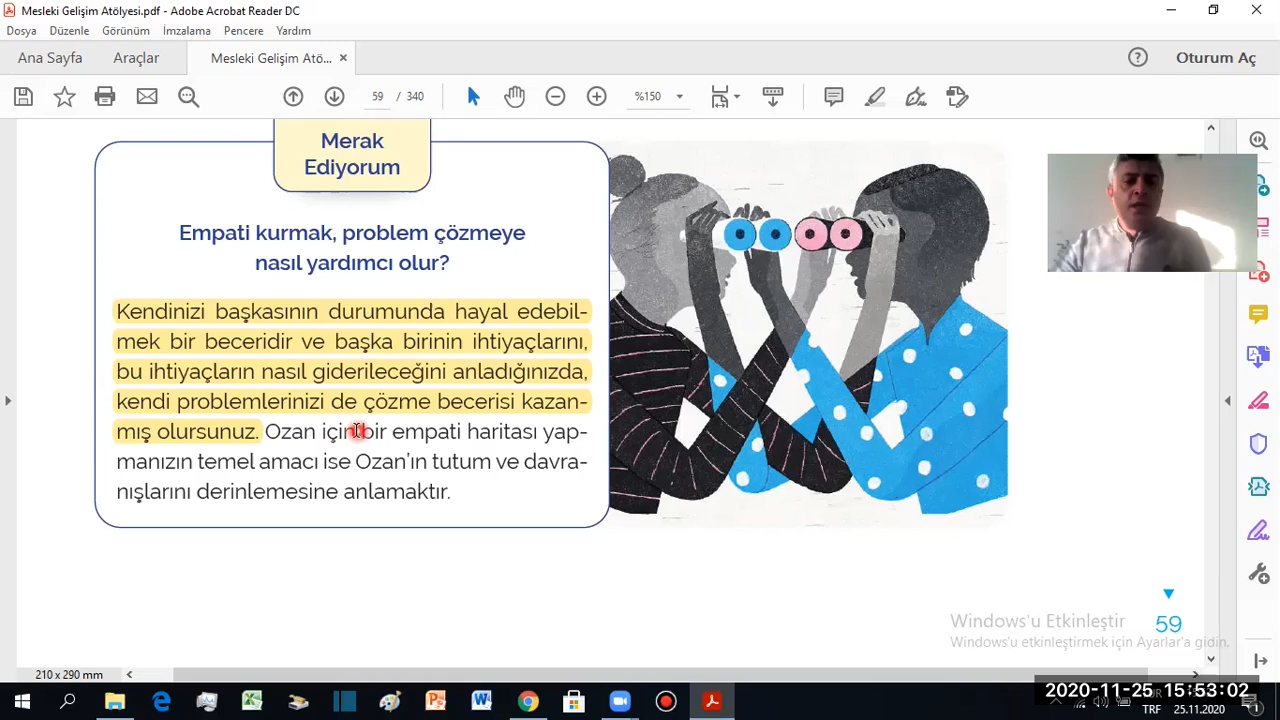 Mesleki Gelişim Atölyesi.pdf - Adobe Acrobat Reader DC
Dosya Düzenle Görünüm İmzalama Pencere Yardım
Ana Sayfa Araçlar Mesleki Gelişim Atö... Oturum Aç
59 / 340 %150
Merak
Ediyorum
Empati kurmak, problem çözmeye
nasıl yardımcı olur?
Kendinizi başkasının durumunda hayal edebil-
mek bir beceridir ve başka birinin ihtiyaçlarını,
bu ihtiyaçların nasıl giderileceğini anladığınızda,
kendi problemlerinizi de çözme becerisi kazan-
mış olursunuz. Ozan için bir empati haritası yap-
manızın temel amacı ise Ozan'ın tutum ve davra-
nışlarını derinlemesine anlamaktır.
Windows'u Etkinleştir
59
Windows'u etkinleştirmek için Ayarlar'a gidin.
210 x 290 mm
2020-11-25 15:53:02
TRF 25.11.2020